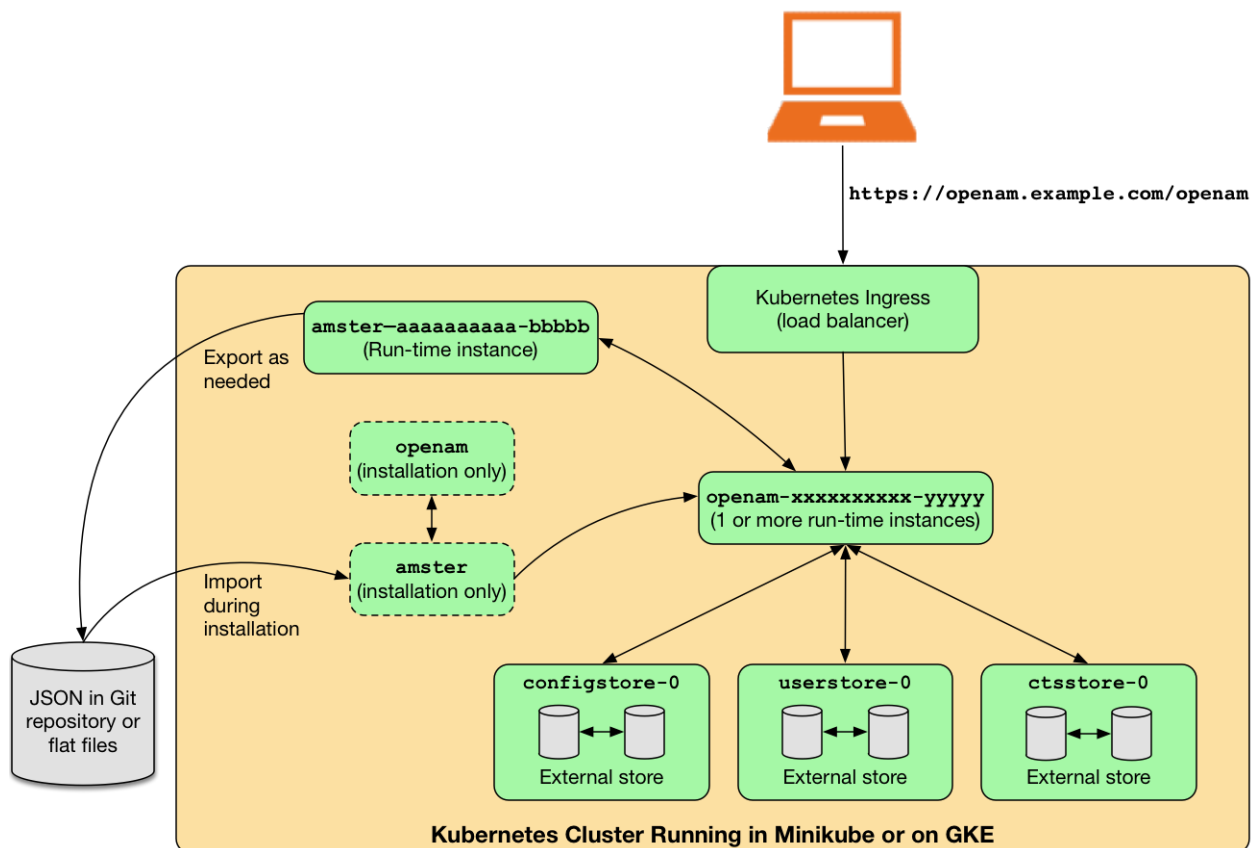 https://openam.example.com/openam
Kubernetes Ingress
(load balancer)
amster—aaaaaaaaaa-bbbbb
(Run-time instance)
Export as
needed
openam
(installation only)
openam-xxxxxxxxxx-yyyyy
(1 or more run-time instances)
amster
(installation only)
Import
during
installation
JSON in Git
repository or
flat files
configstore-0
External store
userstore-0
External store
ctsstore-0
External store
Kubernetes Cluster Running in Minikube or on GKE